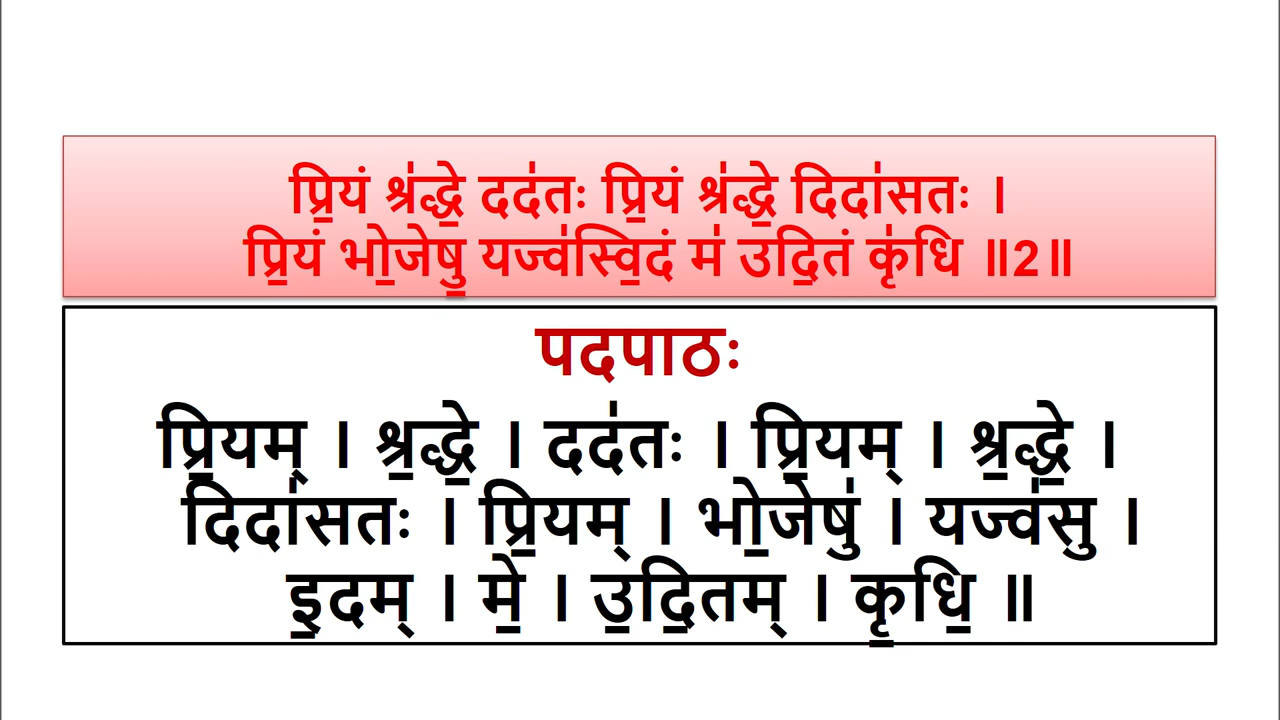 प्रि॒यं श्र॑द्धे॒ दद॑तः प्रि॒यं श्र॑द्धे॒ दिदा॑सतः ।
प्रि॒यं भो॒जेषु॒ यज्व॑स्वि॒दं म॑ उदि॒तं कृ॑धि ॥2॥
पदपाठः
प्रि॒यम् । श्र॒द्धे॒ । दद॑तः । प्रि॒यम् । श्र॒द्धे॒ ।
दिदा॑सतः । प्रि॒यम् । भो॒जेषु॑ । यज्व॑सु ।
इ॒दम् । मे॒ । उ॒दि॒तम् । कृ॒धि॒ ॥